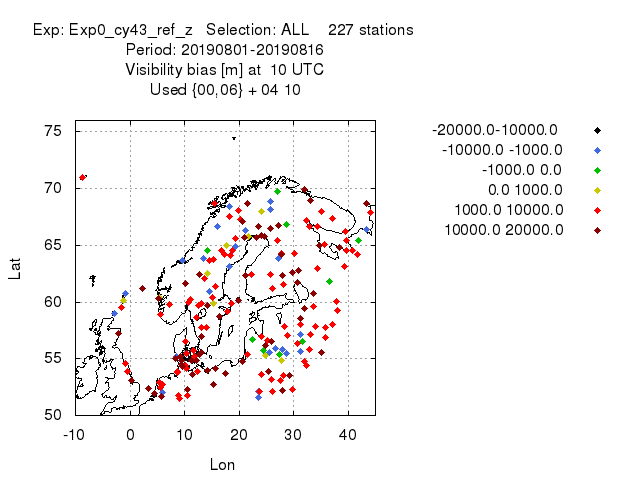 Exp: Exp0_cy43_ref_z Selection: ALL 227 stations
Period: 20190801-20190816
Visibility bias [m] at 10 UTC
Used {00,06} + 04 10
-20000.0-10000.0
-10000.0 -1000.0
-1000.0 0.0
0.0 1000.0
1000.0 10000.0
10000.0 20000.0
75
70
65
60
55
50
Lat
-10 0 10 20 30 40
Lon